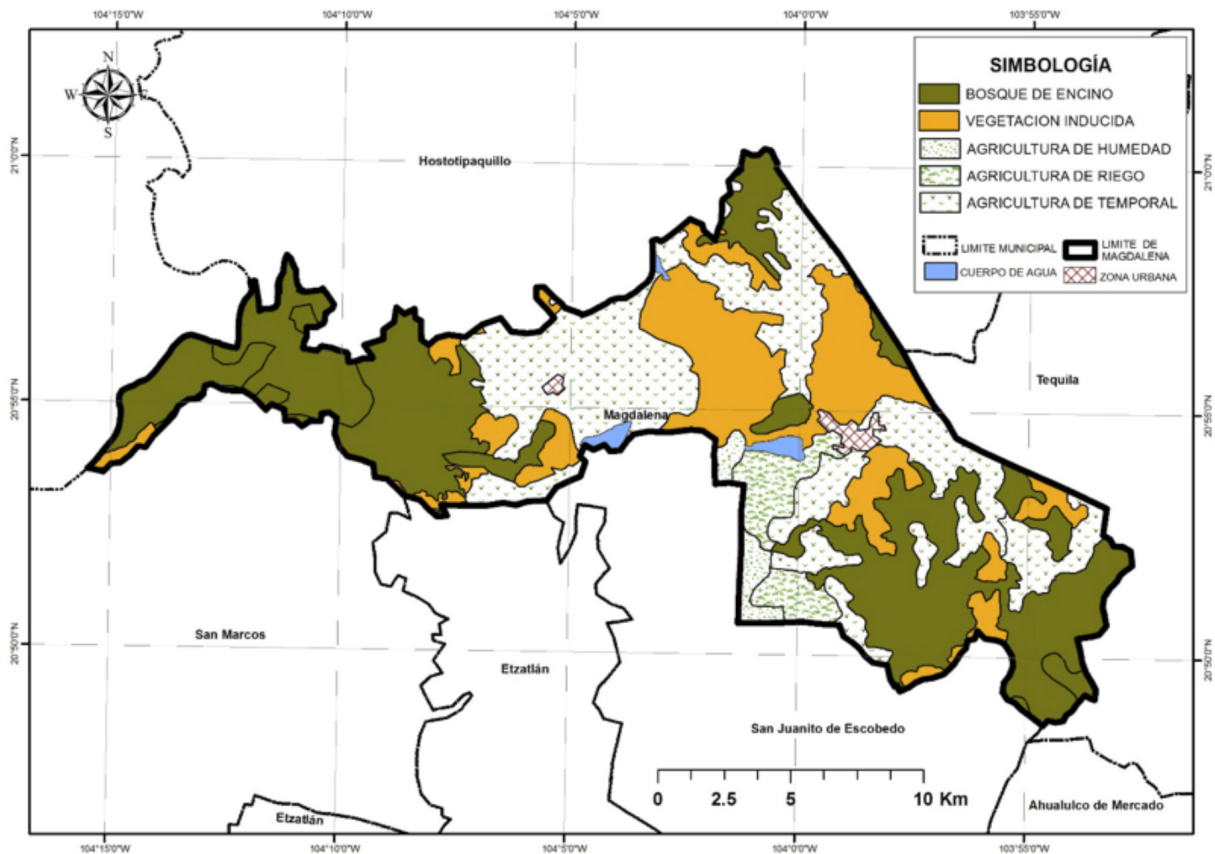 104°15'0"W 104°10'0"W 104°5'0"W 104°0'0"W 103°55'0"W
N
W E
S
SIMBOLOGÍA
BOSQUE DE ENCINO
VEGETACION INDUCIDA
AGRICULTURA DE HUMEDAD
AGRICULTURA DE RIEGO
AGRICULTURA DE TEMPORAL
LIMITE MUNICIPAL
LIMITE DE
MAGDALENA
CUERPO DE AGUA
ZONA URBANA
21°0'0"N
21°0'0"N
Hostotipaquillo
Tequila
20°55'0"N
20°55'0"N
Magdalena
San Marcos
20°50'0"N
20°50'0"N
Etzatlán
San Juanito de Escobedo
0 2.5 5 10 Km
Ahualulco de Mercado
Etzatlán
104°15'0"W 104°10'0"W 104°5'0"W 104°0'0"W 103°55'0"W